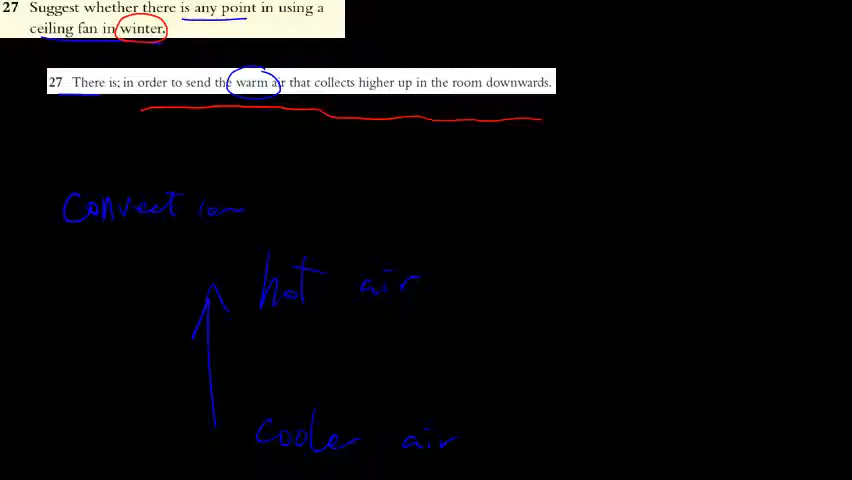 27 Suggest whether there is any point in using a
ceiling fan in winter.
27 There is; in order to send the warm air that collects higher up in the room downwards.
Convection
hot air
cooler air